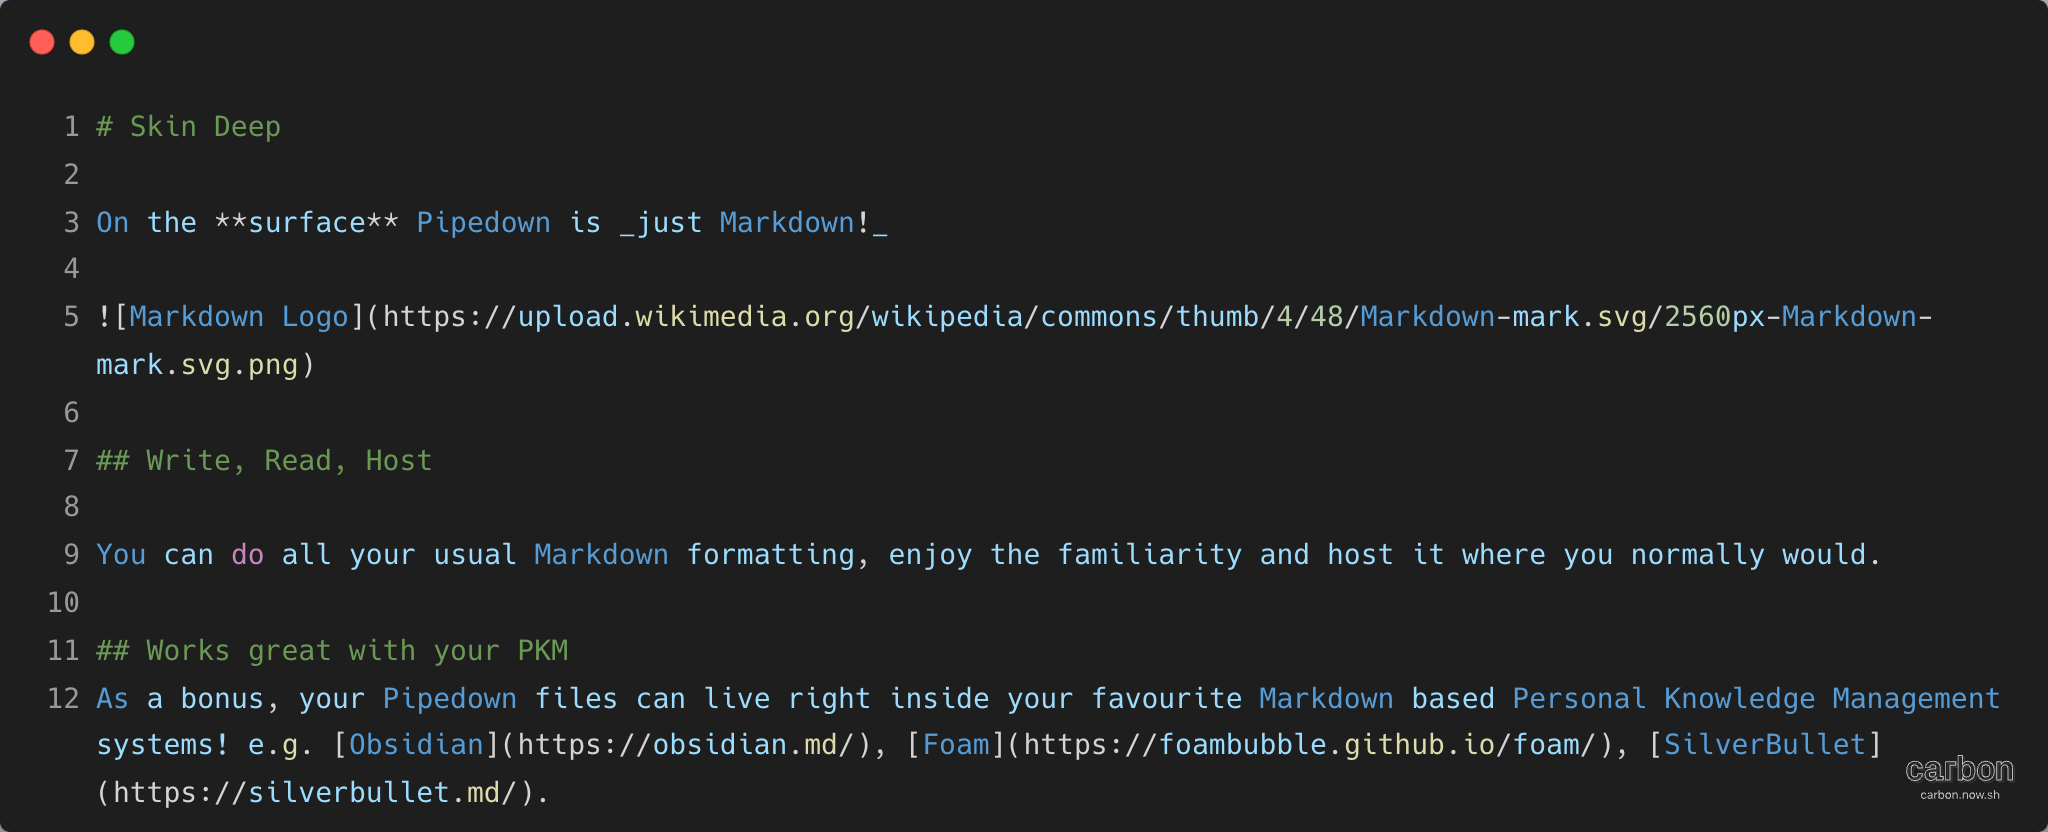 1 # Skin Deep
2
3 On the **surface** Pipedown is _just Markdown!_
4
5 ![Markdown Logo](https://upload.wikimedia.org/wikipedia/commons/thumb/4/48/Markdown-mark.svg/2560px-Markdown-
mark.svg.png)
6
7 ## Write, Read, Host
8
9 You can do all your usual Markdown formatting, enjoy the familiarity and host it where you normally would.
10
11 ## Works great with your PKM
12 As a bonus, your Pipedown files can live right inside your favourite Markdown based Personal Knowledge Management
systems! e.g. [Obsidian](https://obsidian.md/), [Foam](https://foambubble.github.io/foam/), [SilverBullet]
(https://silverbullet.md/).
carbon
carbon.now.sh